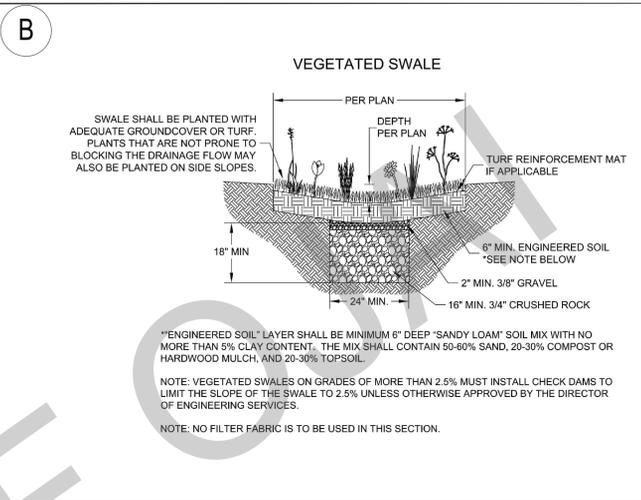 B
VEGETATED SWALE
PER PLAN
SWALE SHALL BE PLANTED WITH
ADEQUATE GROUNDCOVER OR TURF.
PLANTS THAT ARE NOT PRONE TO
BLOCKING THE DRAINAGE FLOW MAY
ALSO BE PLANTED ON SIDE SLOPES.
DEPTH
PER PLAN
TURF REINFORCEMENT MAT
IF APPLICABLE
18" MIN
6" MIN. ENGINEERED SOIL
*SEE NOTE BELOW
2" MIN. 3/8" GRAVEL
24" MIN.
16" MIN. 3/4" CRUSHED ROCK
*"ENGINEERED SOIL" LAYER SHALL BE MINIMUM 6" DEEP "SANDY LOAM" SOIL MIX WITH NO
MORE THAN 5% CLAY CONTENT. THE MIX SHALL CONTAIN 50-60% SAND, 20-30% COMPOST OR
HARDWOOD MULCH, AND 20-30% TOPSOIL.
NOTE: VEGETATED SWALES ON GRADES OF MORE THAN 2.5% MUST INSTALL CHECK DAMS TO
LIMIT THE SLOPE OF THE SWALE TO 2.5% UNLESS OTHERWISE APPROVED BY THE DIRECTOR
OF ENGINEERING SERVICES.
NOTE: NO FILTER FABRIC IS TO BE USED IN THIS SECTION.